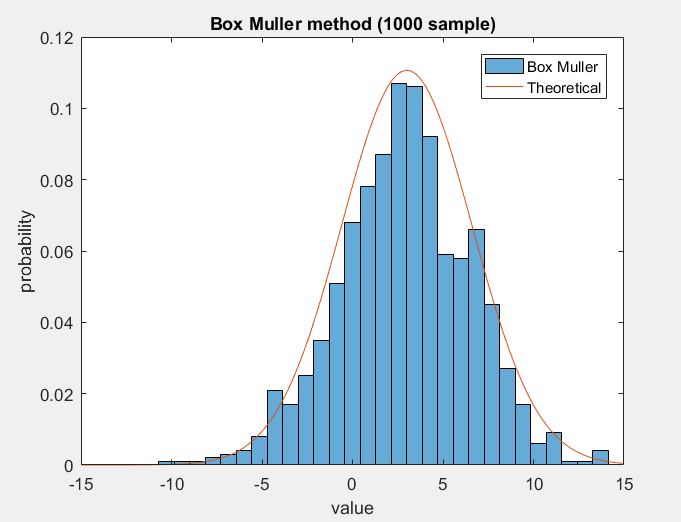 Box Muller method (1000 sample)
Box Muller
Theoretical
probability
0.12
0.1
0.08
0.06
0.04
0.02
0
-15 -10 -5 0 5 10 15
value